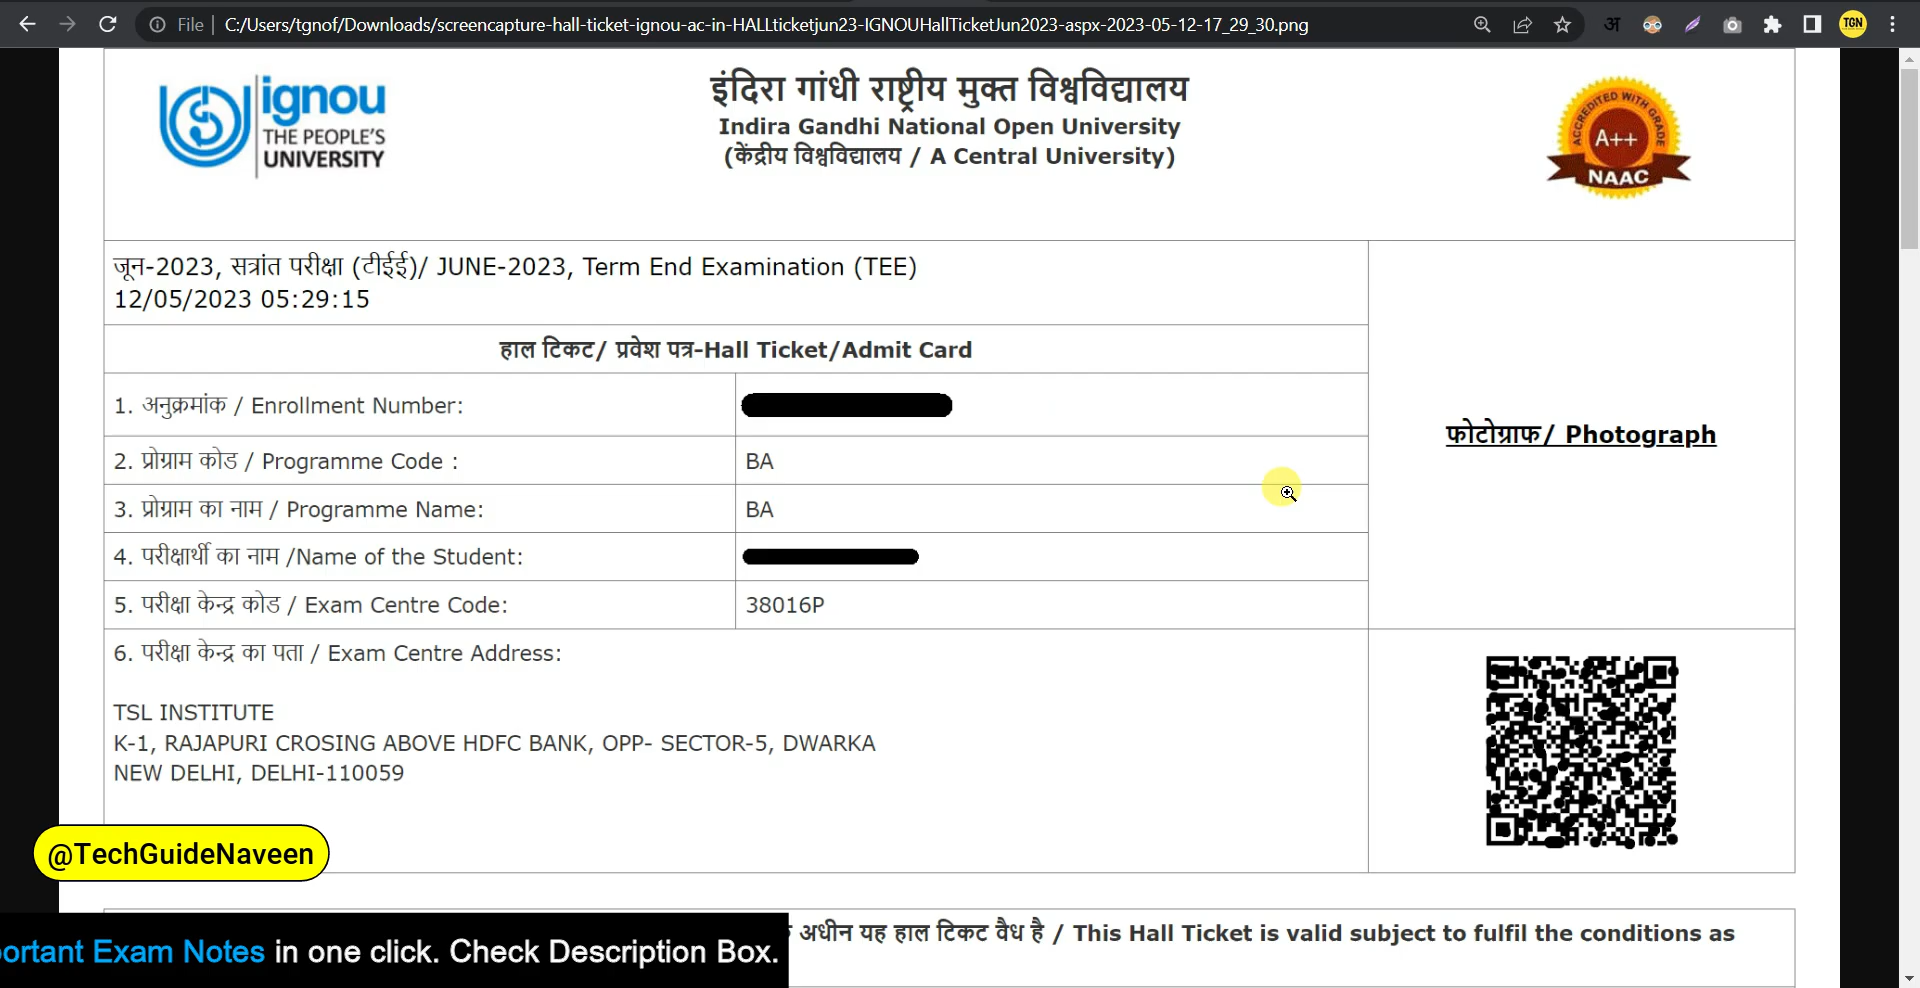 File
C:/Users/tgnof/Downloads/screencapture-hall-ticket-ignou-ac-in-HALLticketjun23-IGNOUHallTicketJun2023-aspx-2023-05-12-17_29_30.png
अ
TGN
ignou
THE PEOPLE'S
UNIVERSITY
इंदिरा गांधी राष्ट्रीय मुक्त विश्वविद्यालय
Indira Gandhi National Open University
(केंद्रीय विश्वविद्यालय / A Central University)
ACCREDITED WITH GRADE
A++
NAAC
जून-2023, सत्रांत परीक्षा (टीईई)/ JUNE-2023, Term End Examination (TEE)
12/05/2023 05:29:15
हाल टिकट/ प्रवेश पत्र-Hall Ticket/Admit Card
1. अनुक्रमांक / Enrollment Number:
2. प्रोग्राम कोड / Programme Code : BA
3. प्रोग्राम का नाम / Programme Name: BA
4. परीक्षार्थी का नाम /Name of the Student:
5. परीक्षा केन्द्र कोड / Exam Centre Code: 38016P
फोटोग्राफ/ Photograph
6. परीक्षा केन्द्र का पता / Exam Centre Address:
TSL INSTITUTE
K-1, RAJAPURI CROSING ABOVE HDFC BANK, OPP- SECTOR-5, DWARKA
NEW DELHI, DELHI-110059
@TechGuideNaveen
अधीन यह हाल टिकट वैध है / This Hall Ticket is valid subject to fulfil the conditions as
Exam Notes in one click. Check Description Box.